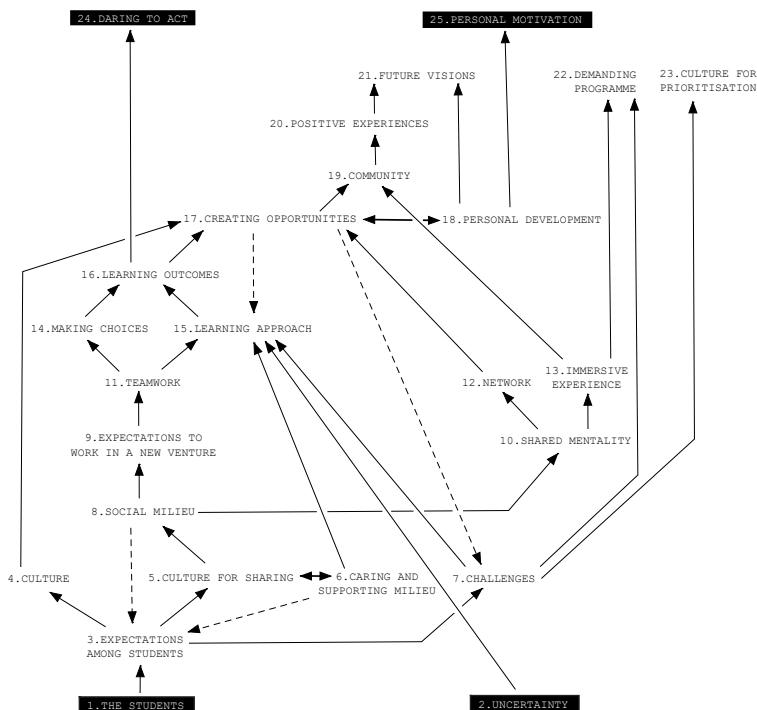 24.DARING TO ACT
25.PERSONAL MOTIVATION
21.FUTURE VISIONS
22.DEMANDING
PROGRAMME
23.CULTURE FOR
PRIORITISATION
20.POSITIVE EXPERIENCES
19.COMMUNITY
17.CREATING OPPORTUNITIES
18.PERSONAL DEVELOPMENT
16.LEARNING OUTCOMES
14.MAKING CHOICES
15.LEARNING APPROACH
11.TEAMWORK
12.NETWORK
13.IMMERSIVE
EXPERIENCE
9.EXPECTATIONS TO
WORK IN A NEW VENTURE
10.SHARED MENTALITY
8.SOCIAL MILIEU
4.CULTURE
5.CULTURE FOR SHARING
6.CARING AND
SUPPORTING MILIEU
7.CHALLENGES
3.EXPECTATIONS
AMONG STUDENTS
1.THE STUDENTS
2.UNCERTAINTY